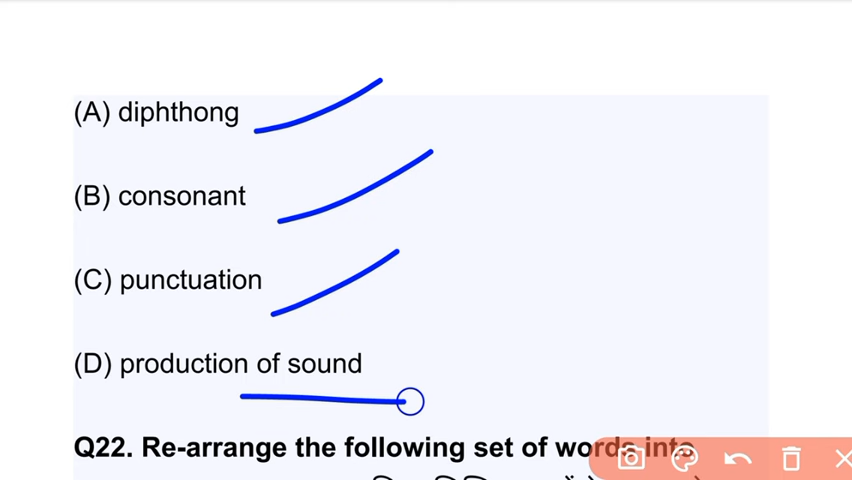 (A) diphthong
(B) consonant
(C) punctuation
(D) production of sound
Q22. Re-arrange the following set of words into